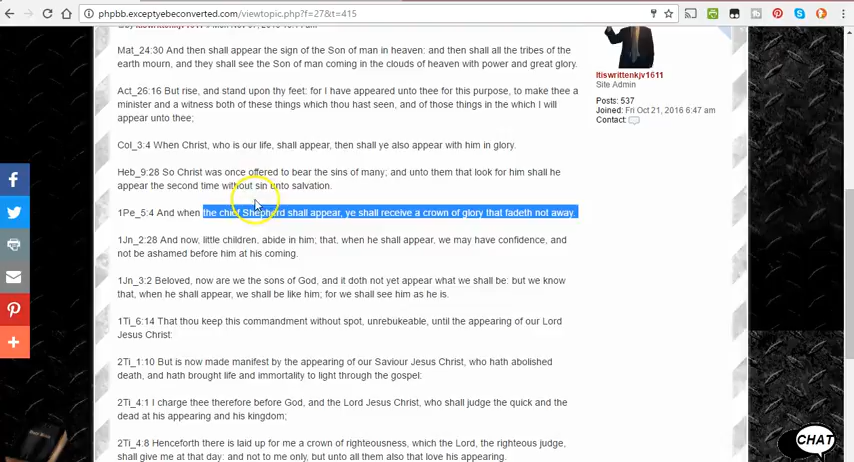 phpbb.exceptyebeconverted.com/viewtopic.php?f=27&t=415
Mat_24:30 And then shall appear the sign of the Son of man in heaven: and then shall all the tribes of the
earth mourn, and they shall see the Son of man coming in the clouds of heaven with power and great glory.
Act_26:16 But rise, and stand upon thy feet: for I have appeared unto thee for this purpose, to make thee a
minister and a witness both of these things which thou hast seen, and of those things in the which I will
appear unto thee;
Col_3:4 When Christ, who is our life, shall appear, then shall ye also appear with him in glory.
Heb_9:28 So Christ was once offered to bear the sins of many; and unto them that look for him shall he
appear the second time without sin unto salvation.
1Pe_5:4 And when the chief Shepherd shall appear, ye shall receive a crown of glory that fadeth not away.
1Jn_2:28 And now, little children, abide in him; that, when he shall appear, we may have confidence, and
not be ashamed before him at his coming.
1Jn_3:2 Beloved, now are we the sons of God, and it doth not yet appear what we shall be: but we know
that, when he shall appear, we shall be like him; for we shall see him as he is.
1Ti_6:14 That thou keep this commandment without spot, unrebukeable, until the appearing of our Lord
Jesus Christ:
2Ti_1:10 But is now made manifest by the appearing of our Saviour Jesus Christ, who hath abolished
death, and hath brought life and immortality to light through the gospel:
2Ti_4:1 I charge thee therefore before God, and the Lord Jesus Christ, who shall judge the quick and the
dead at his appearing and his kingdom;
2Ti_4:8 Henceforth there is laid up for me a crown of righteousness, which the Lord, the righteous judge,
shall give me at that day: and not to me only, but unto all them also that love his appearing.
Itiswrittenkjv1611
Site Admin
Posts: 537
Joined: Fri Oct 21, 2016 6:47 am
Contact:
CHAT